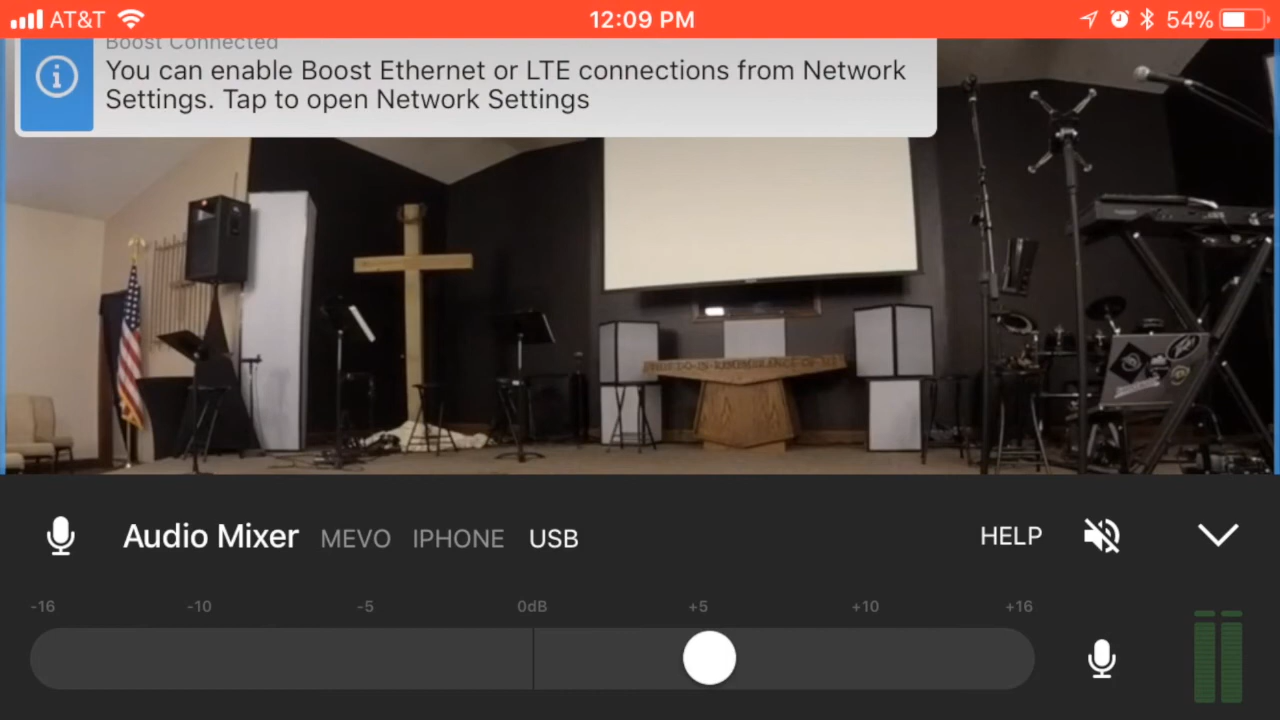 AT&T 12:09 PM 54%
Boost Connected
You can enable Boost Ethernet or LTE connections from Network
Settings. Tap to open Network Settings
Audio Mixer MEVO IPHONE USB HELP
-16 -10 -5 0dB +5 +10 +16